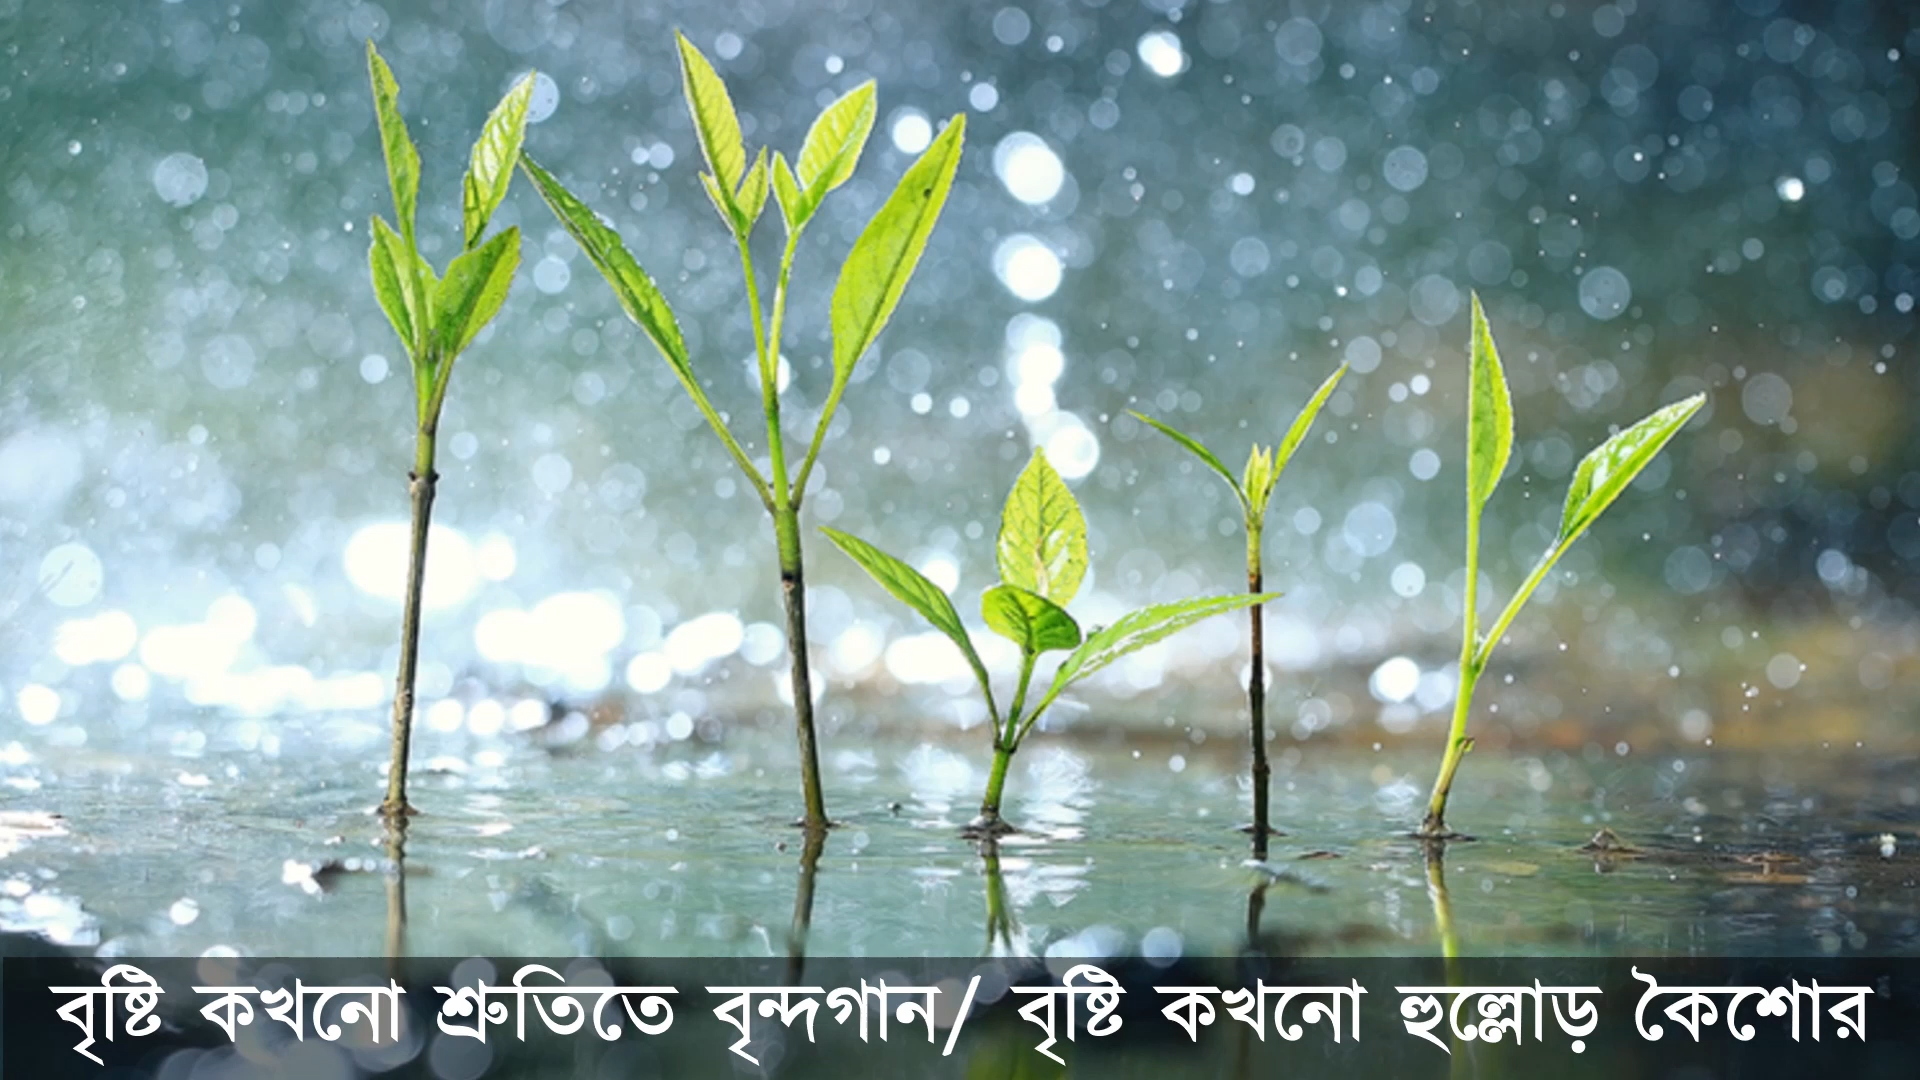 বৃষ্টি কখনো শ্রুতিতে বৃন্দগান/ বৃষ্টি কখনো হুল্লোড় কৈশোর